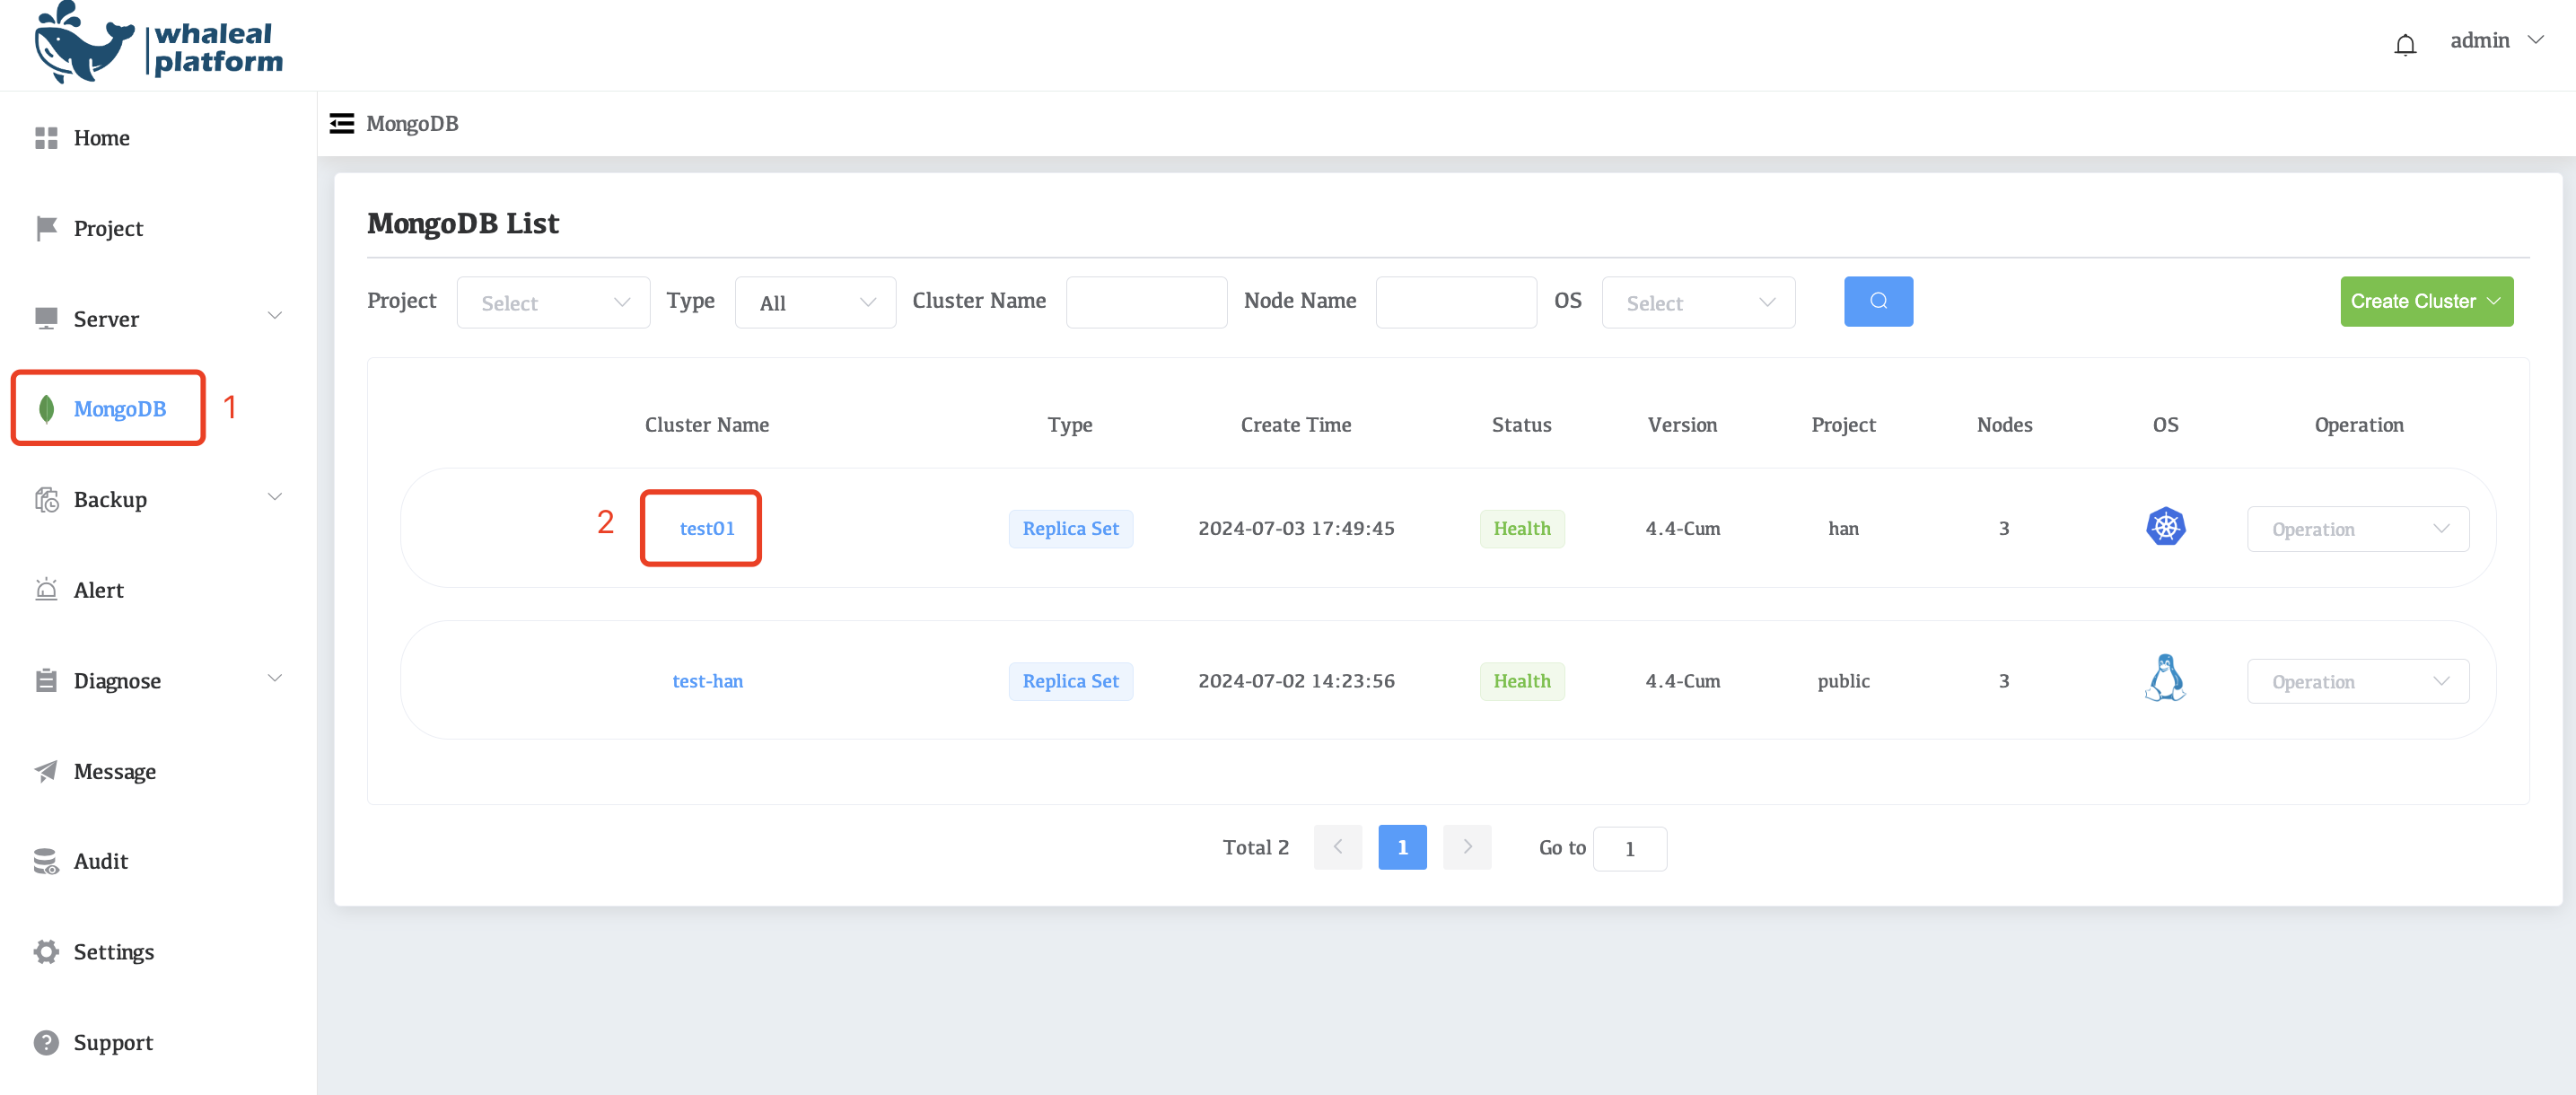 whaleal
platform
admin
Home
Project
Server
MongoDB 1
Backup
Alert
Diagnose
Message
Audit
Settings
Support
MongoDB
MongoDB List
Project Select Type All Cluster Name Node Name OS Select Create Cluster
Cluster Name Type Create Time Status Version Project Nodes OS Operation
2 test01 Replica Set 2024-07-03 17:49:45 Health 4.4-Cum han 3 Operation
test-han Replica Set 2024-07-02 14:23:56 Health 4.4-Cum public 3 Operation
Total 2 1 Go to 1